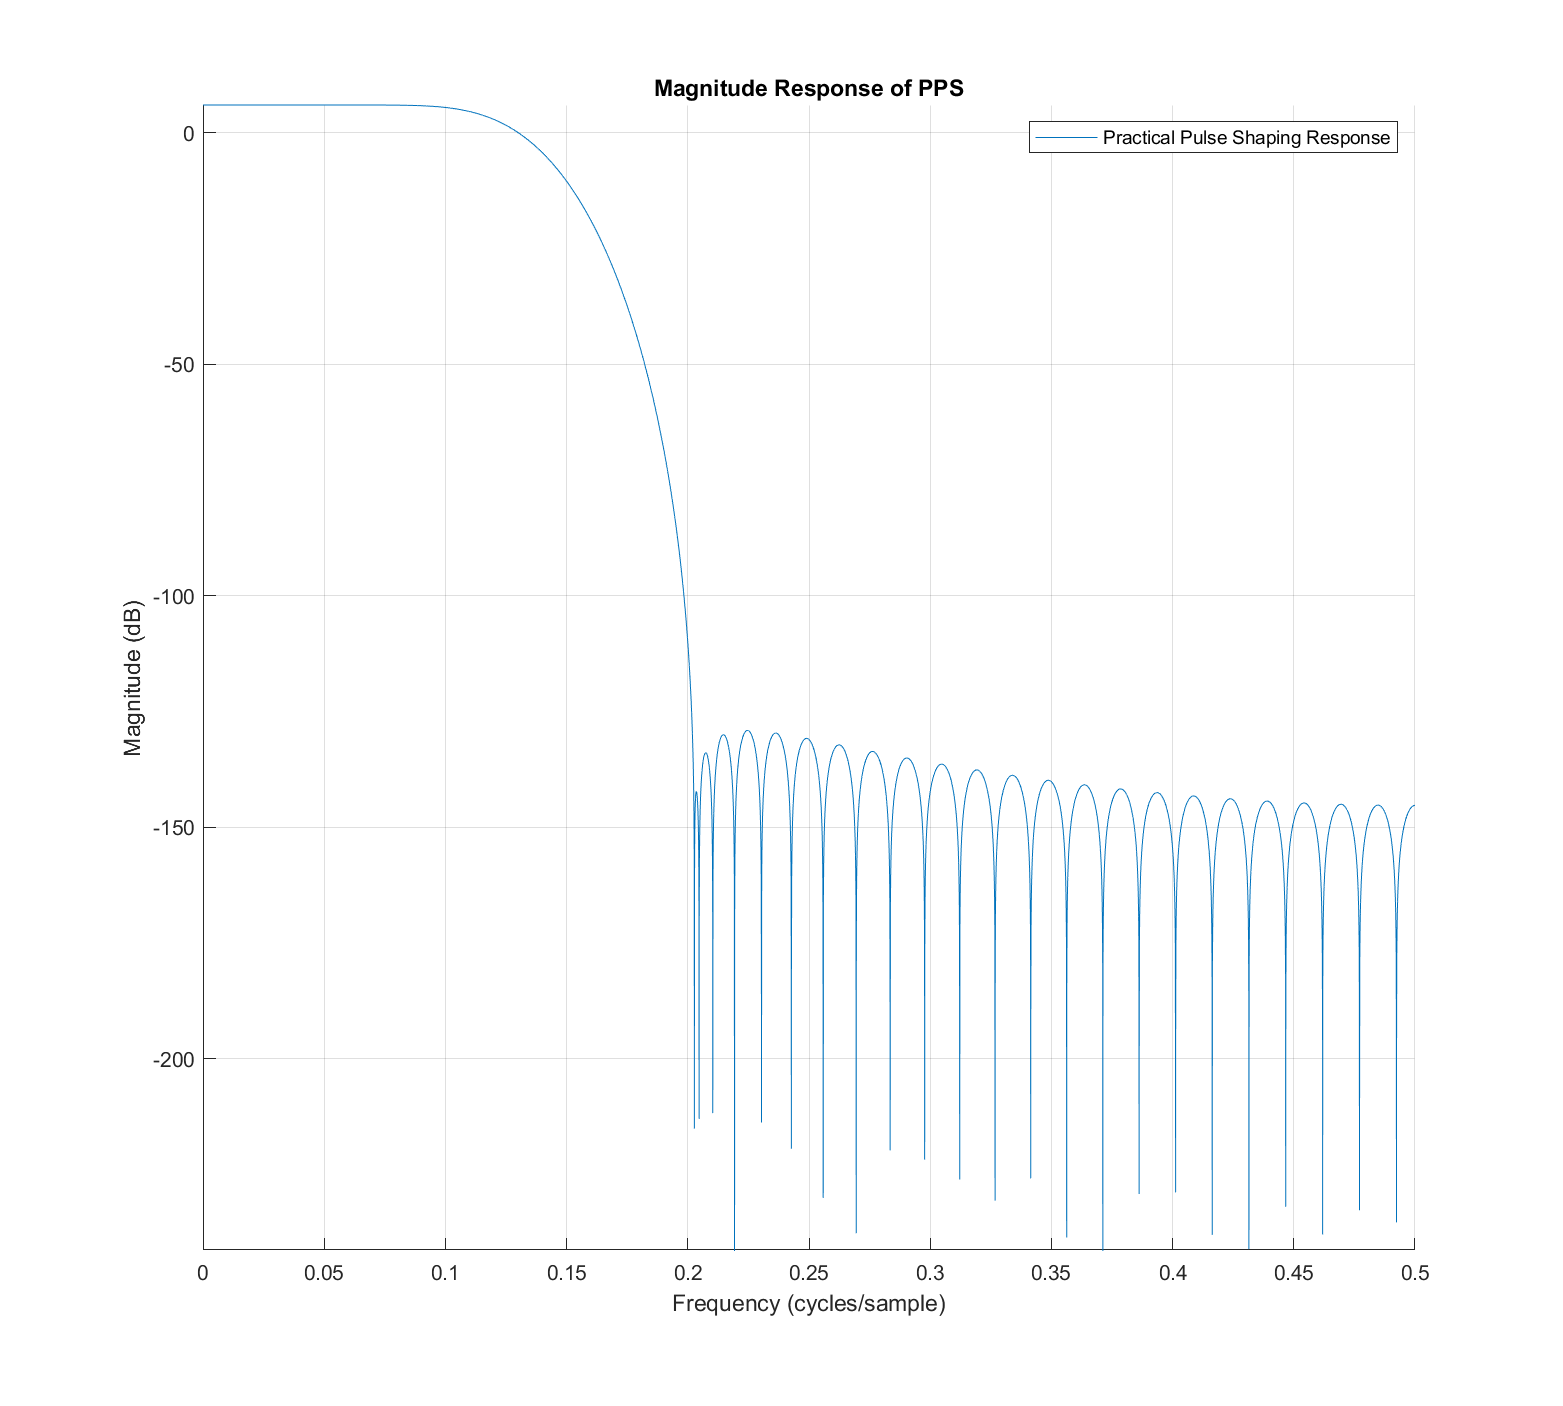 Magnitude Response of PPS
Practical Pulse Shaping Response
Magnitude (dB)
0
-50
-100
-150
-200
0 0.05 0.1 0.15 0.2 0.25 0.3 0.35 0.4 0.45 0.5
Frequency (cycles/sample)